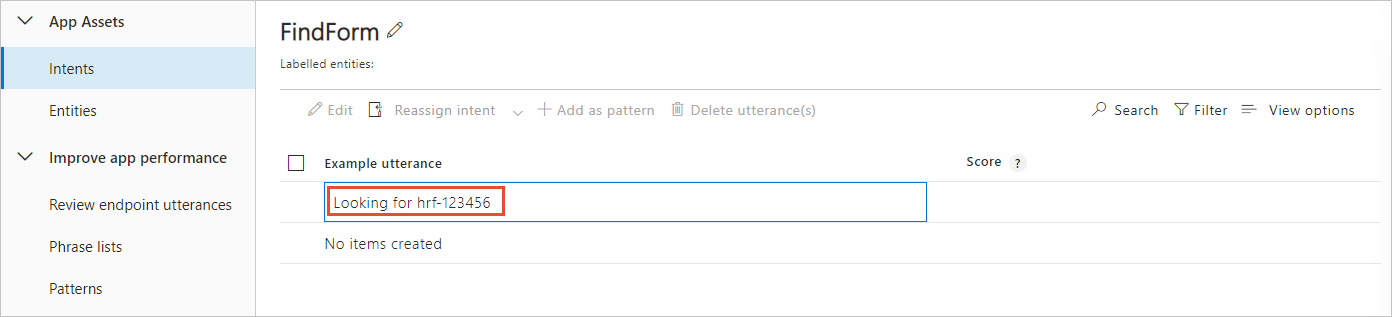 App Assets
Intents
Entities
Improve app performance
Review endpoint utterances
Phrase lists
Patterns
FindForm
Labelled entities:
Edit Reassign intent Add as pattern Delete utterance(s) Search Filter View options
Example utterance Score ?
Looking for hrf-123456
No items created